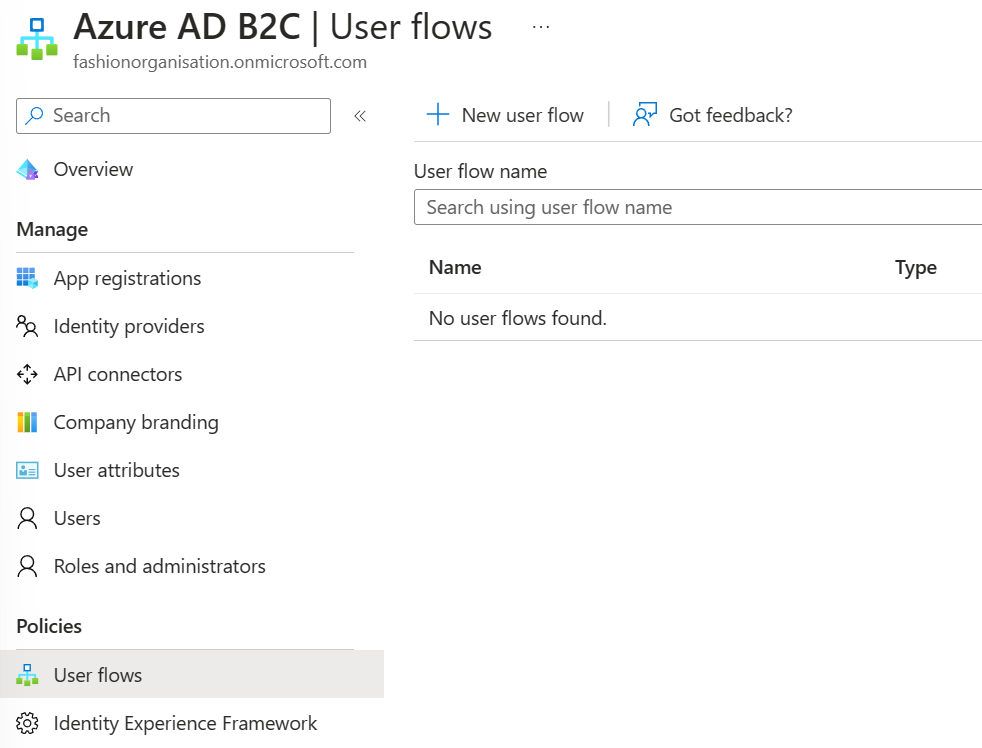 Azure AD B2C | User flows ...
fashionorganisation.onmicrosoft.com
Search
Overview
Manage
App registrations
Identity providers
API connectors
Company branding
User attributes
Users
Roles and administrators
Policies
User flows
Identity Experience Framework
New user flow
Got feedback?
User flow name
Search using user flow name
Name Type
No user flows found.